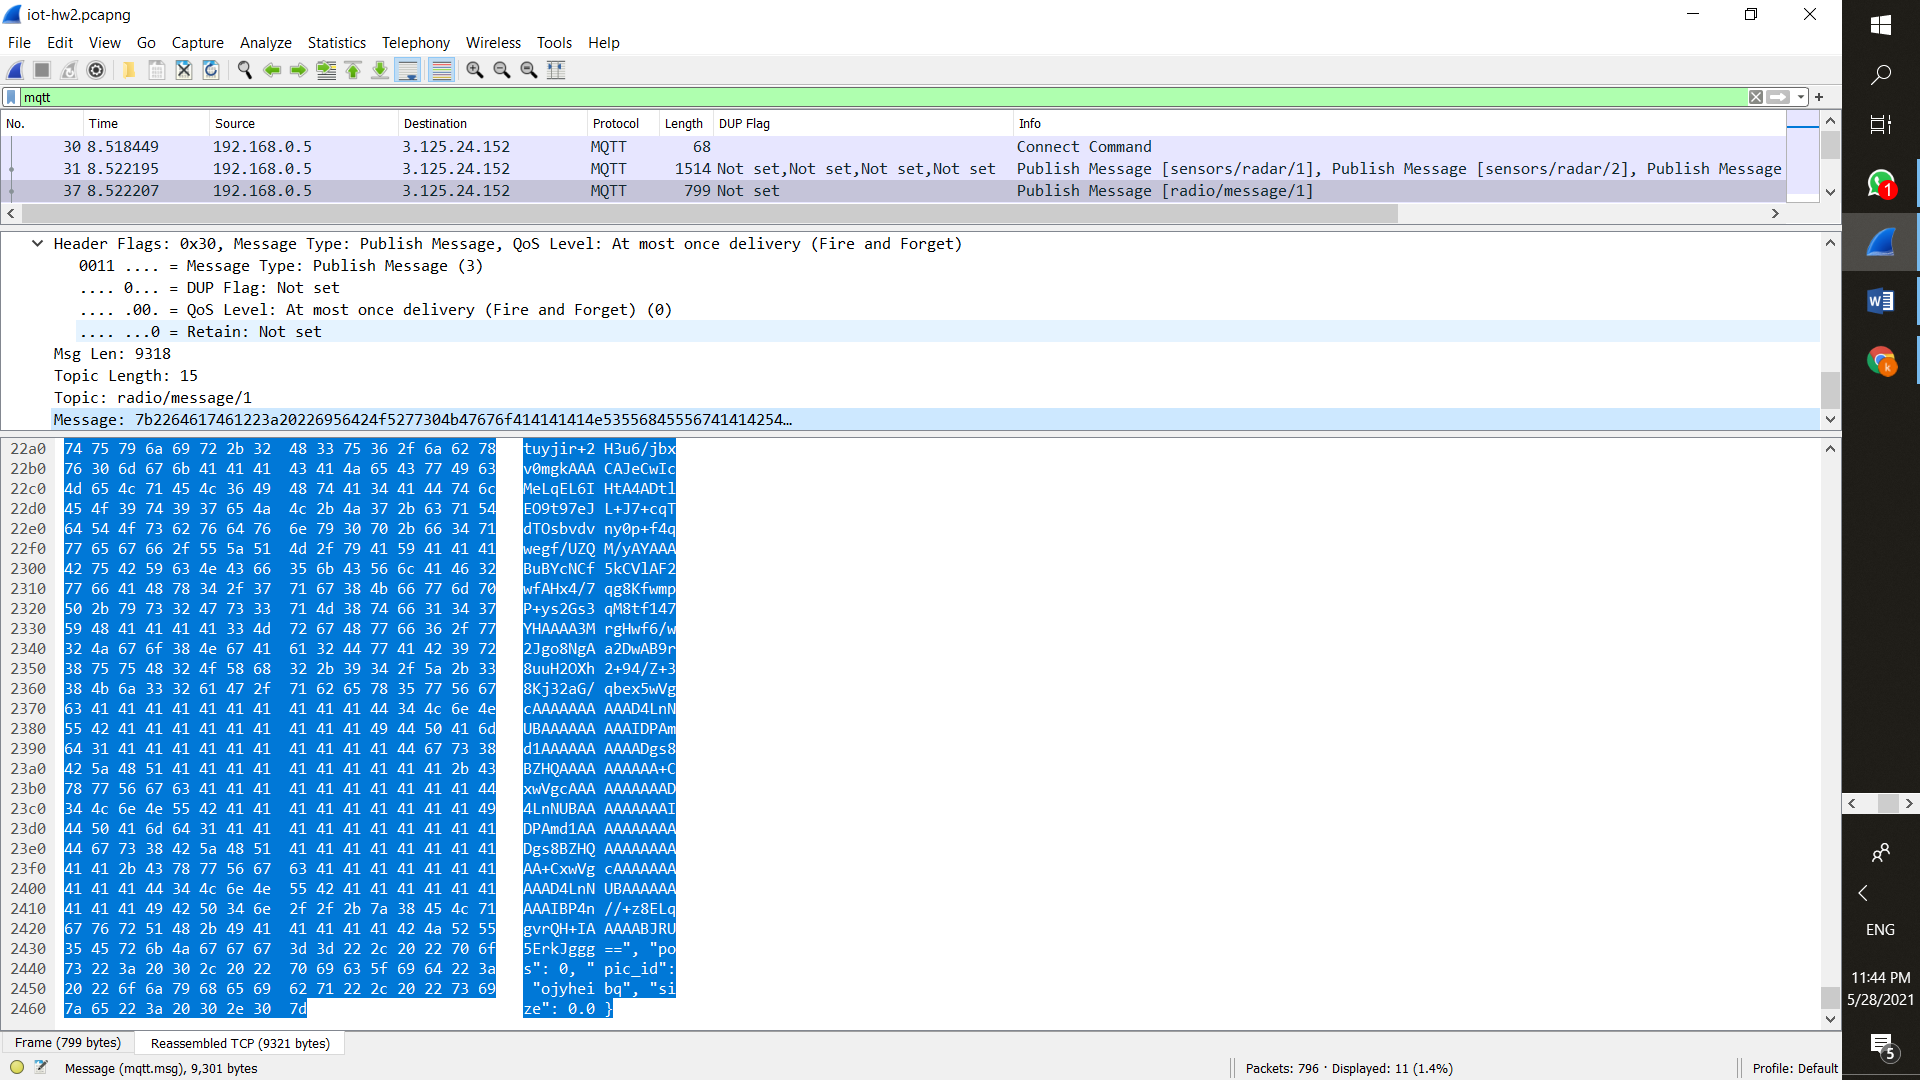 iot-hw2.pcapng
File Edit View Go Capture Analyze Statistics Telephony Wireless Tools Help
mqtt
No. Time Source Destination Protocol Length DUP Flag Info
30 8.518449 192.168.0.5 3.125.24.152 MQTT 68 Connect Command
31 8.522195 192.168.0.5 3.125.24.152 MQTT 1514 Not set,Not set,Not set,Not set Publish Message [sensors/radar/1], Publish Message [sensors/radar/2], Publish Message
37 8.522207 192.168.0.5 3.125.24.152 MQTT 799 Not set Publish Message [radio/message/1]
Header Flags: 0x30, Message Type: Publish Message, QoS Level: At most once delivery (Fire and Forget)
0011 .... = Message Type: Publish Message (3)
.... 0... = DUP Flag: Not set
.... .00. = QoS Level: At most once delivery (Fire and Forget) (0)
.... ...0 = Retain: Not set
Msg Len: 9318
Topic Length: 15
Topic: radio/message/1
Message: 7b2264617461223a20226956424f5277304b47676f414141414e53556845556741414254…
22a0 74 75 79 6a 69 72 2b 32 48 33 75 36 2f 6a 62 78 tuyjir+2 H3u6/jbx
22b0 76 30 6d 67 6b 41 41 41 43 41 4a 65 43 77 49 63 v0mgkAAA CAJeCwIc
22c0 4d 65 4c 71 45 4c 36 49 48 74 41 34 41 44 74 6c MeLqEL6I HtA4ADtl
22d0 45 4f 39 74 39 37 65 4a 4c 2b 4a 37 2b 63 71 54 EO9t97eJ L+J7+cqT
22e0 64 54 4f 73 62 76 64 76 6e 79 30 70 2b 66 34 71 dTOsbvdv ny0p+f4q
22f0 77 65 67 66 2f 55 5a 51 4d 2f 79 41 59 41 41 41 wegf/UZQ M/yAYAAA
2300 42 75 42 59 63 4e 43 66 35 6b 43 56 6c 41 46 32 BuBYcNCf 5kCVlAF2
2310 77 66 41 48 78 34 2f 37 71 67 38 4b 66 77 6d 70 wfAHx4/7 qg8Kfwmp
2320 50 2b 79 73 32 47 73 33 71 4d 38 74 66 31 34 37 P+ys2Gs3 qM8tf147
2330 59 48 41 41 41 41 33 4d 72 67 48 77 66 36 2f 77 YHAAAA3M rgHwf6/w
2340 32 4a 67 6f 38 4e 67 41 61 32 44 77 41 42 39 72 2Jgo8NgA a2DwAB9r
2350 38 75 75 48 32 4f 58 68 32 2b 39 34 2f 5a 2b 33 8uuH2OXh 2+94/Z+3
2360 38 4b 6a 33 32 61 47 2f 71 62 65 78 35 77 56 67 8Kj32aG/ qbex5wVg
2370 63 41 41 41 41 41 41 41 41 41 41 44 34 4c 6e 4e cAAAAAAA AAAD4LnN
2380 55 42 41 41 41 41 41 41 41 41 41 49 44 50 41 6d UBAAAAAA AAAIDPAm
2390 64 31 41 41 41 41 41 41 41 41 41 41 44 67 73 38 d1AAAAAA AAAADgs8
23a0 42 5a 48 51 41 41 41 41 41 41 41 41 41 41 2b 43 BZHQAAAA AAAAAA+C
23b0 78 77 56 67 63 41 41 41 41 41 41 41 41 41 41 44 xwVgcAAA AAAAAAAD
23c0 34 4c 6e 4e 55 42 41 41 41 41 41 41 41 41 41 49 4LnNUBAA AAAAAAAI
23d0 44 50 41 6d 64 31 41 41 41 41 41 41 41 41 41 41 DPAmd1AA AAAAAAAA
23e0 44 67 73 38 42 5a 48 51 41 41 41 41 41 41 41 41 Dgs8BZHQ AAAAAAAA
23f0 41 41 2b 43 78 77 56 67 63 41 41 41 41 41 41 41 AA+CxwVg cAAAAAAA
2400 41 41 41 44 34 4c 6e 4e 55 42 41 41 41 41 41 41 AAAD4LnN UBAAAAAA
2410 41 41 41 49 42 50 34 6e 2f 2f 2b 7a 38 45 4c 71 AAAIBP4n //+z8ELq
2420 67 76 72 51 48 2b 49 41 41 41 41 41 42 4a 52 55 gvrQH+IA AAAABJRU
2430 35 45 72 6b 4a 67 67 67 3d 3d 22 2c 20 22 70 6f 5ErkJggg ==", "po
2440 73 22 3a 20 30 2c 20 22 70 69 63 5f 69 64 22 3a s": 0, " pic_id":
2450 20 22 6f 6a 79 68 65 69 62 71 22 2c 20 22 73 69 "ojyhei bq", "si
2460 7a 65 22 3a 20 30 2e 30 7d ze": 0.0 }
Frame (799 bytes) Reassembled TCP (9321 bytes)
Message (mqtt.msg), 9,301 bytes Packets: 796 · Displayed: 11 (1.4%) Profile: Default
1
W
k
ENG
11:44 PM
5/28/2021
5